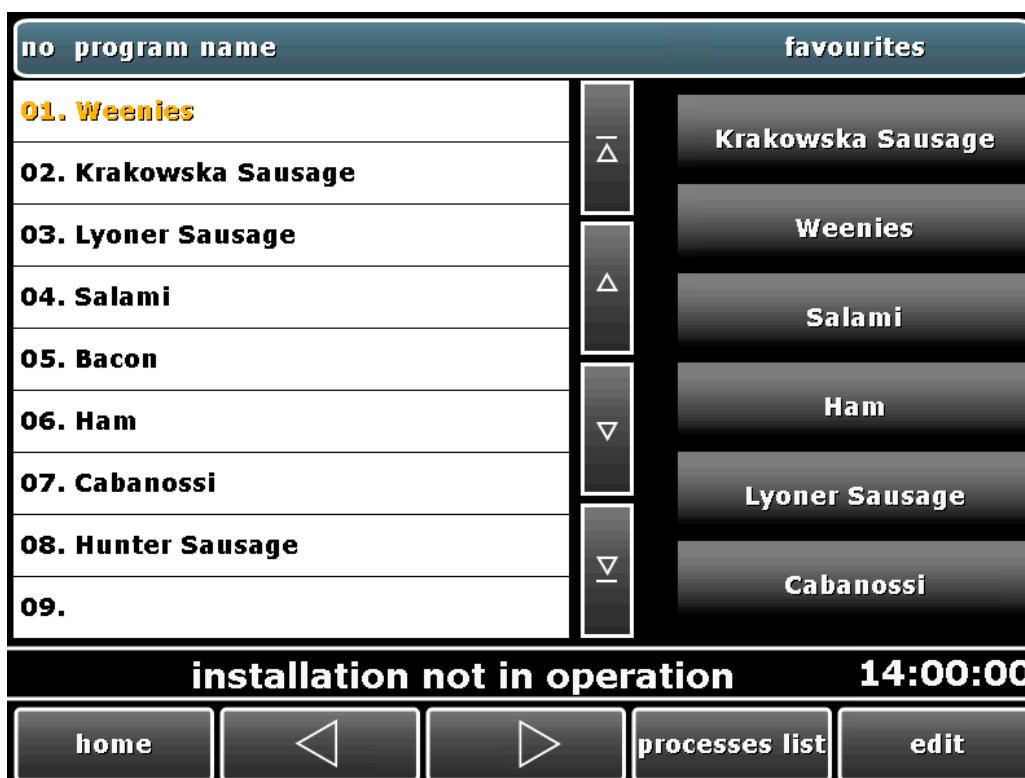 no program name favourites
01. Weenies
02. Krakowska Sausage
03. Lyoner Sausage
04. Salami
05. Bacon
06. Ham
07. Cabanossi
08. Hunter Sausage
09.
Krakowska Sausage
Weenies
Salami
Ham
Lyoner Sausage
Cabanossi
installation not in operation 14:00:00
home processes list edit